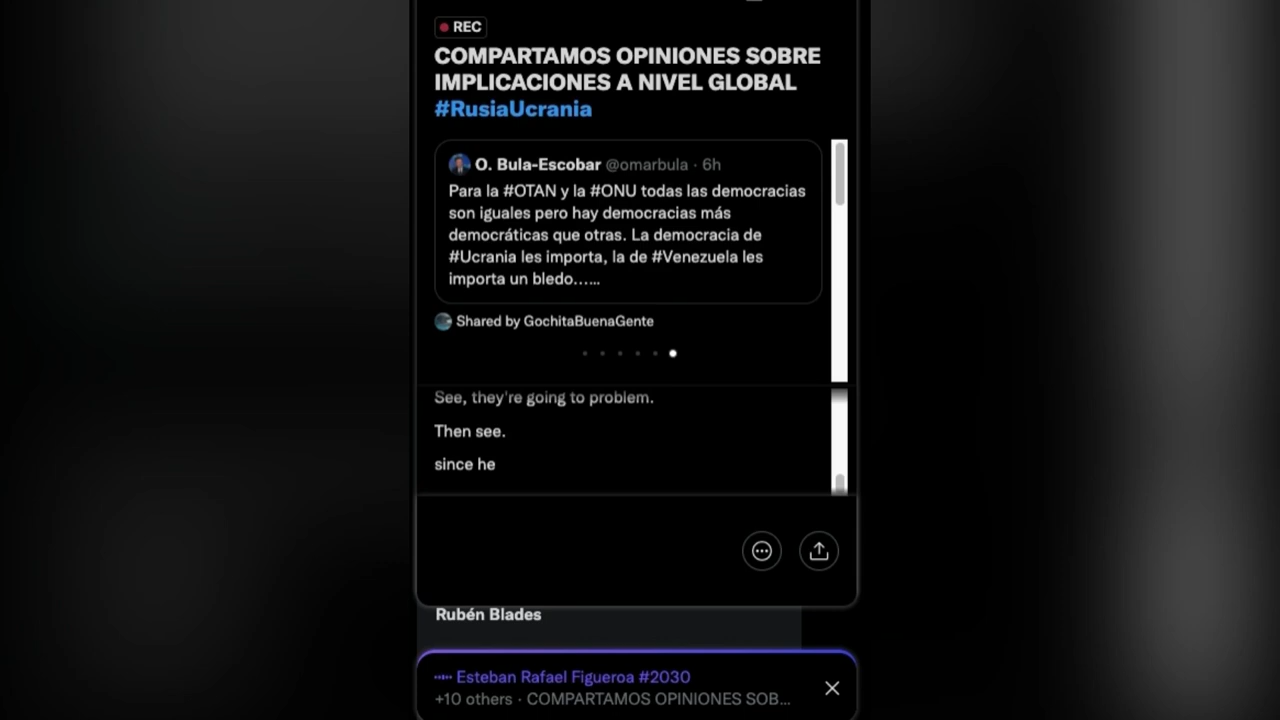 REC
COMPARTAMOS OPINIONES SOBRE
IMPLICACIONES A NIVEL GLOBAL
#RusiaUcrania
O. Bula-Escobar @omarbula · 6h
Para la #OTAN y la #ONU todas las democracias
son iguales pero hay democracias más
democráticas que otras. La democracia de
#Ucrania les importa, la de #Venezuela les
importa un bledo......
Shared by GochitaBuenaGente
See, they're going to problem.
Then see.
since he
Rubén Blades
Esteban Rafael Figueroa #2030
+10 others · COMPARTAMOS OPINIONES SOB...